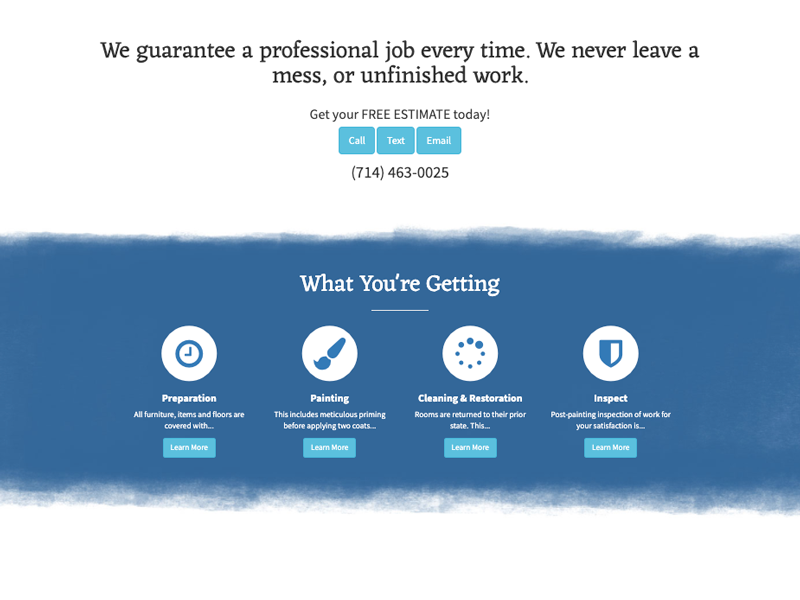 We guarantee a professional job every time. We never leave a
mess, or unfinished work.
Get your FREE ESTIMATE today!
Call
Text
Email
(714) 463-0025
What You're Getting
Preparation
All furniture, items and floors are
covered with...
Learn More
Painting
This includes meticulous priming
before applying two coats...
Learn More
Cleaning & Restoration
Rooms are returned to their prior
state. This...
Learn More
Inspect
Post-painting inspection of work for
your satisfaction is...
Learn More